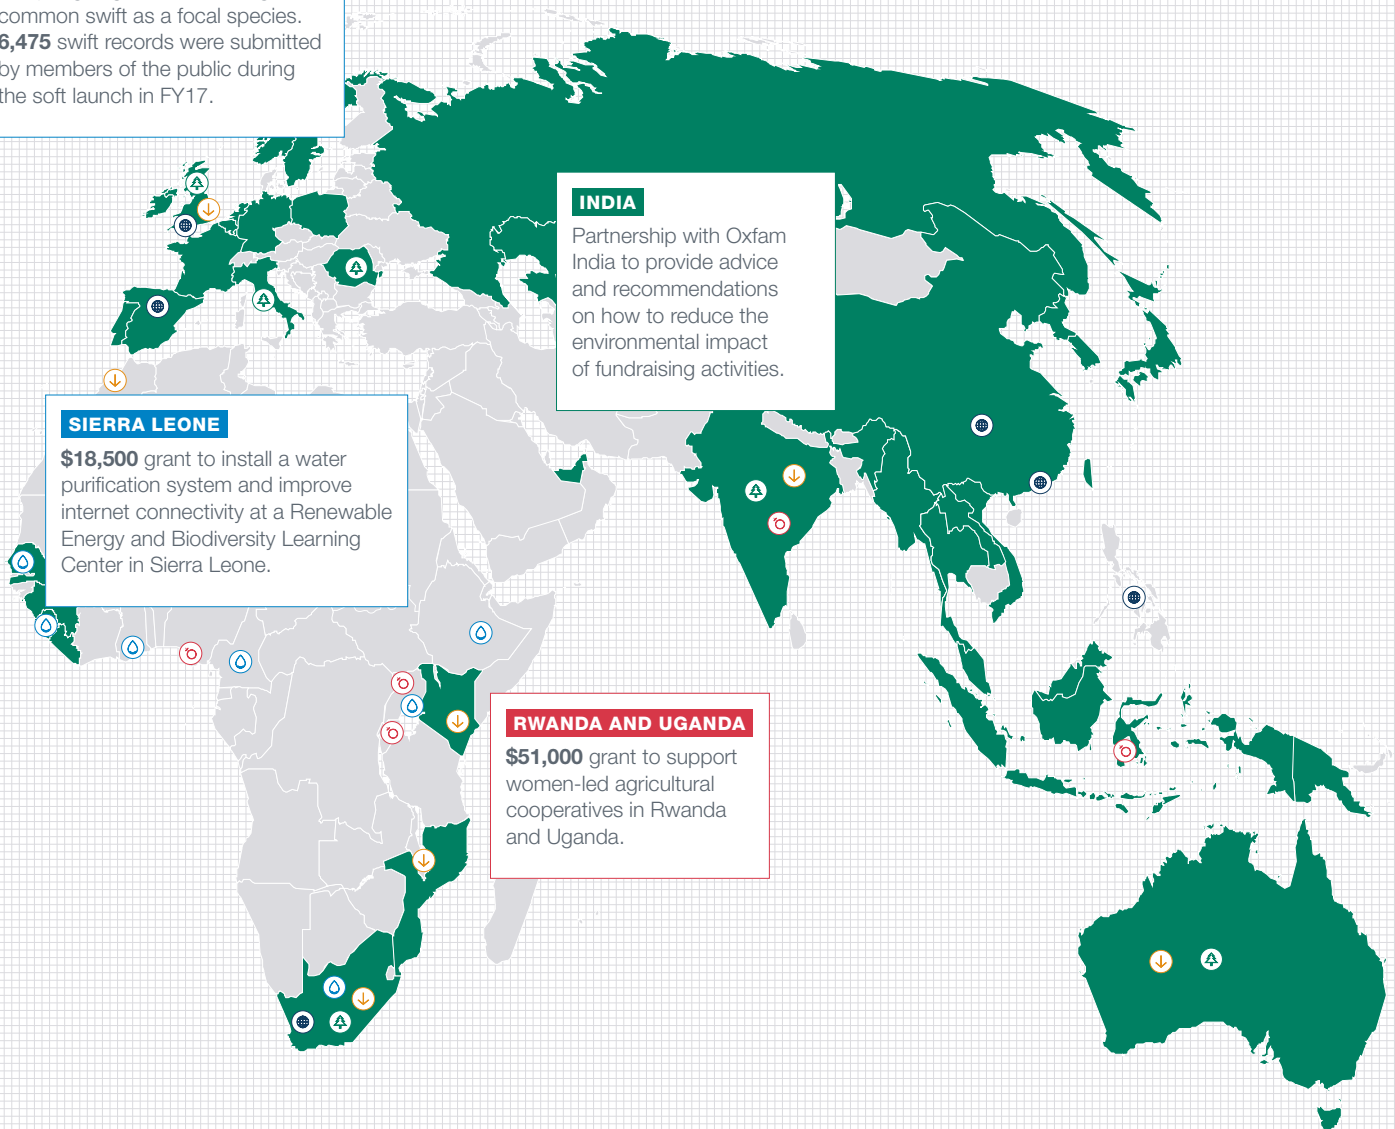 common swift as a focal species.
6,475 swift records were submitted
by members of the public during
the soft launch in FY17.
INDIA
Partnership with Oxfam
India to provide advice
and recommendations
on how to reduce the
environmental impact
of fundraising activities.
SIERRA LEONE
$18,500 grant to install a water
purification system and improve
internet connectivity at a Renewable
Energy and Biodiversity Learning
Center in Sierra Leone.
RWANDA AND UGANDA
$51,000 grant to support
women-led agricultural
cooperatives in Rwanda
and Uganda.